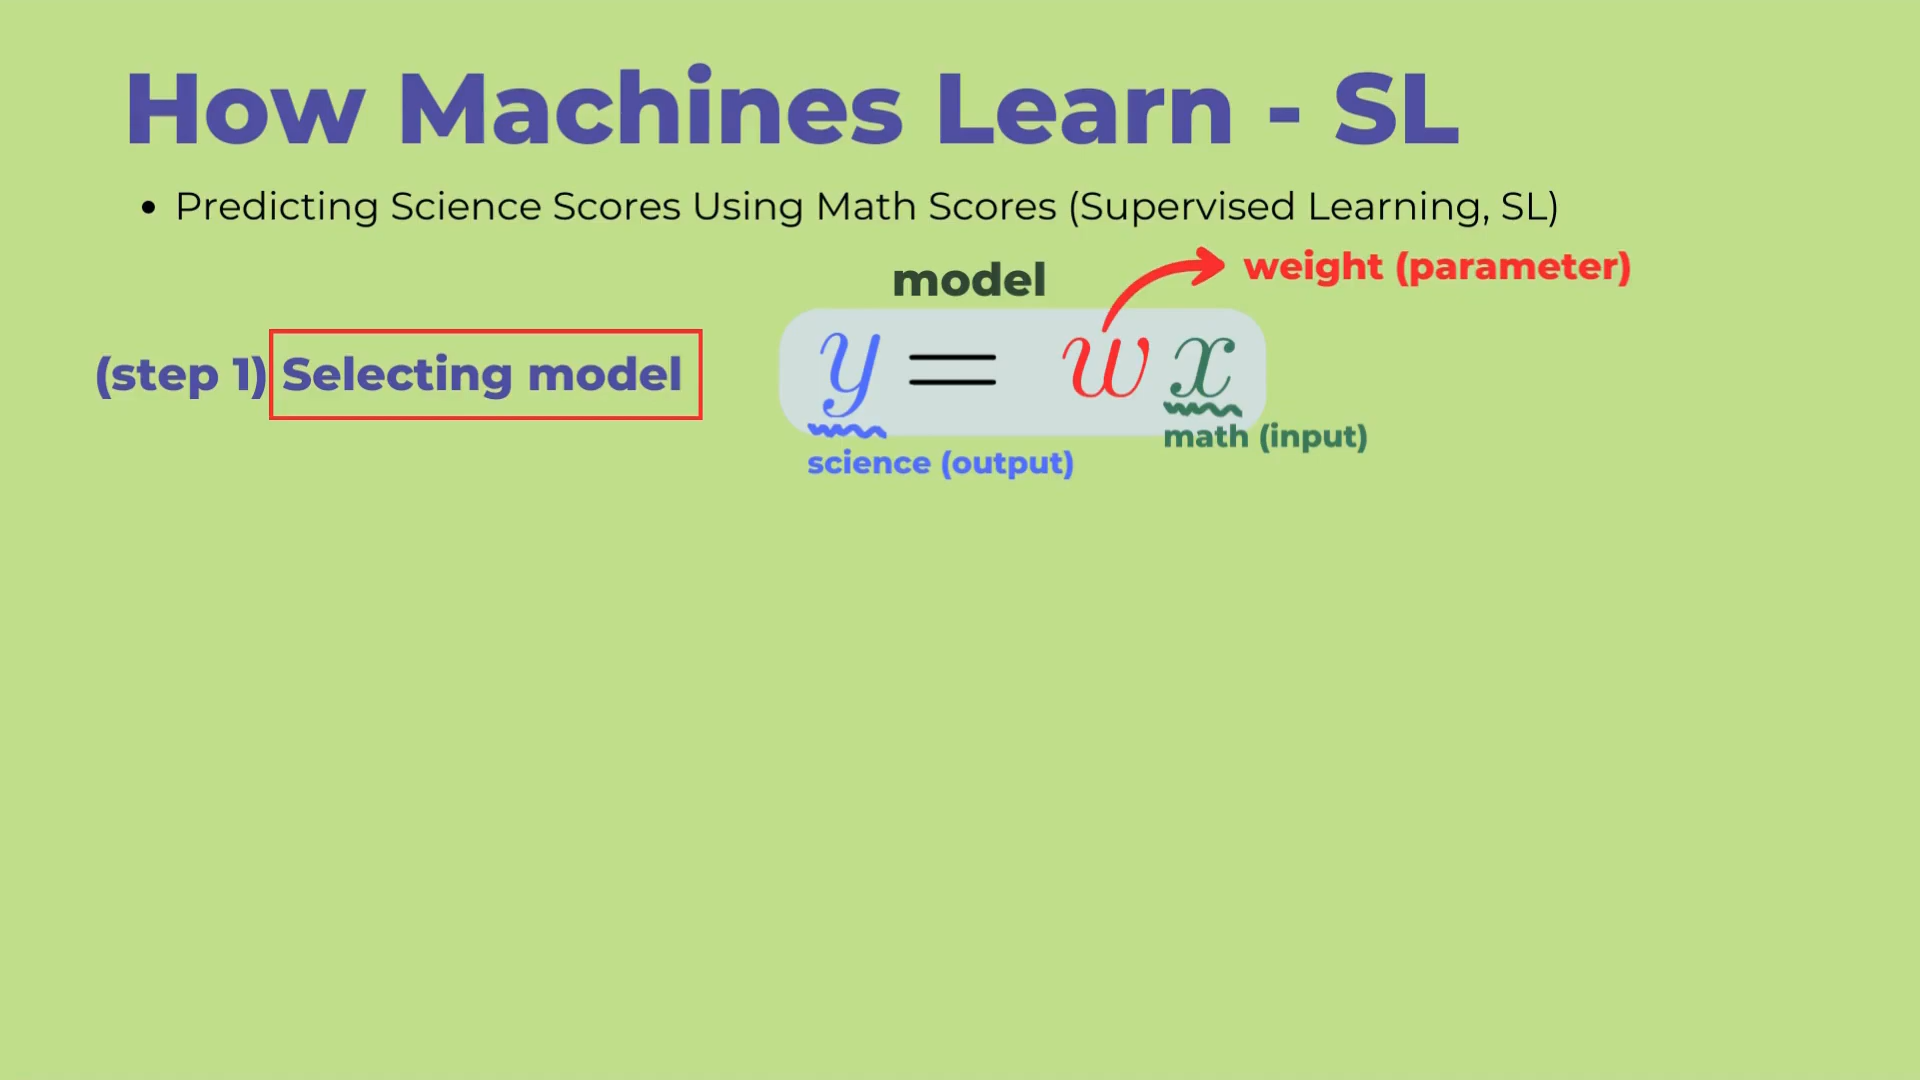 How Machines Learn - SL
• Predicting Science Scores Using Math Scores (Supervised Learning, SL)
model
weight (parameter)
(step 1) Selecting model
y = wx
math (input)
science (output)